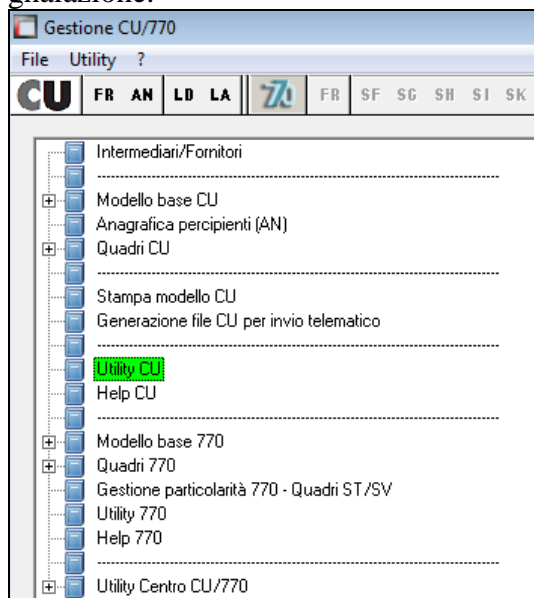 gnalazione.
Gestione CU/770
File Utility ?
CU FR AN LD LA 770 FR SF SG SH SI SK
Intermediari/Fornitori
--------------------------------------------------------------------------------
Modello base CU
Anagrafica percipienti (AN)
Quadri CU
--------------------------------------------------------------------------------
Stampa modello CU
Generazione file CU per invio telematico
--------------------------------------------------------------------------------
Utility CU
Help CU
--------------------------------------------------------------------------------
Modello base 770
Quadri 770
Gestione particolarità 770 - Quadri ST/SV
Utility 770
Help 770
--------------------------------------------------------------------------------
Utility Centro CU/770